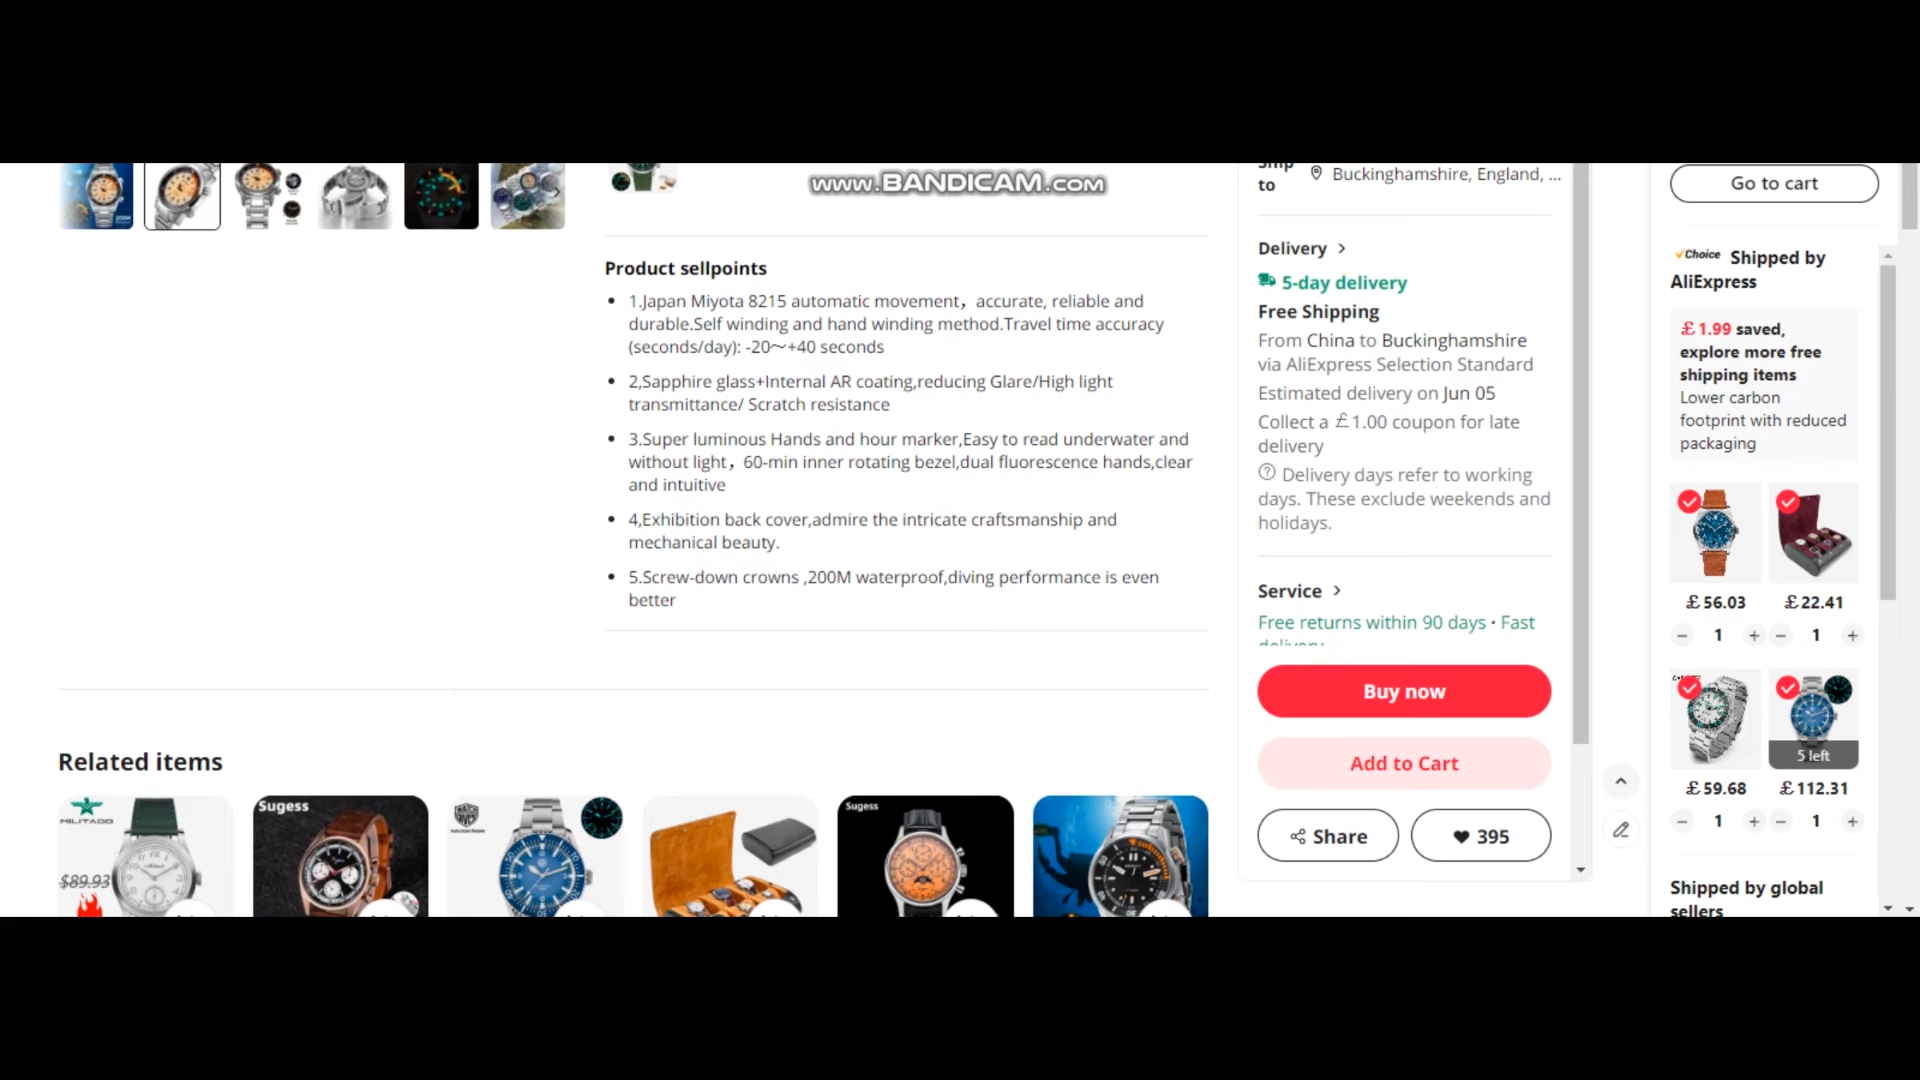 www.BANDICAM.com
200M
Product sellpoints
1.Japan Miyota 8215 automatic movement，accurate, reliable and
durable.Self winding and hand winding method.Travel time accuracy
(seconds/day): -20～+40 seconds
2,Sapphire glass+Internal AR coating,reducing Glare/High light
transmittance/ Scratch resistance
3.Super luminous Hands and hour marker,Easy to read underwater and
without light，60-min inner rotating bezel,dual fluorescence hands,clear
and intuitive
4,Exhibition back cover,admire the intricate craftsmanship and
mechanical beauty.
5.Screw-down crowns ,200M waterproof,diving performance is even
better
Related items
MILITADO
$89.93
Sugess
Sugess
Ship
to
Buckinghamshire, England, ...
Delivery >
5-day delivery
Free Shipping
From China to Buckinghamshire
via AliExpress Selection Standard
Estimated delivery on Jun 05
Collect a £1.00 coupon for late
delivery
Delivery days refer to working
days. These exclude weekends and
holidays.
Service >
Free returns within 90 days · Fast
delivery
Buy now
Add to Cart
Share
395
Go to cart
Choice Shipped by
AliExpress
£1.99 saved,
explore more free
shipping items
Lower carbon
footprint with reduced
packaging
£56.03 £22.41
− 1 + − 1 +
5 left
£59.68 £112.31
− 1 + − 1 +
Shipped by global
sellers